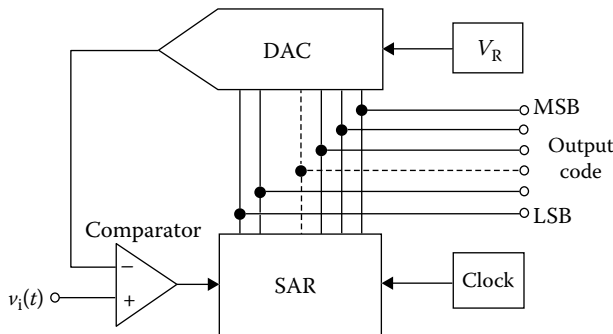 DAC
V_R
MSB
Output
code
LSB
Comparator
−
+
v_i(t)
SAR
Clock